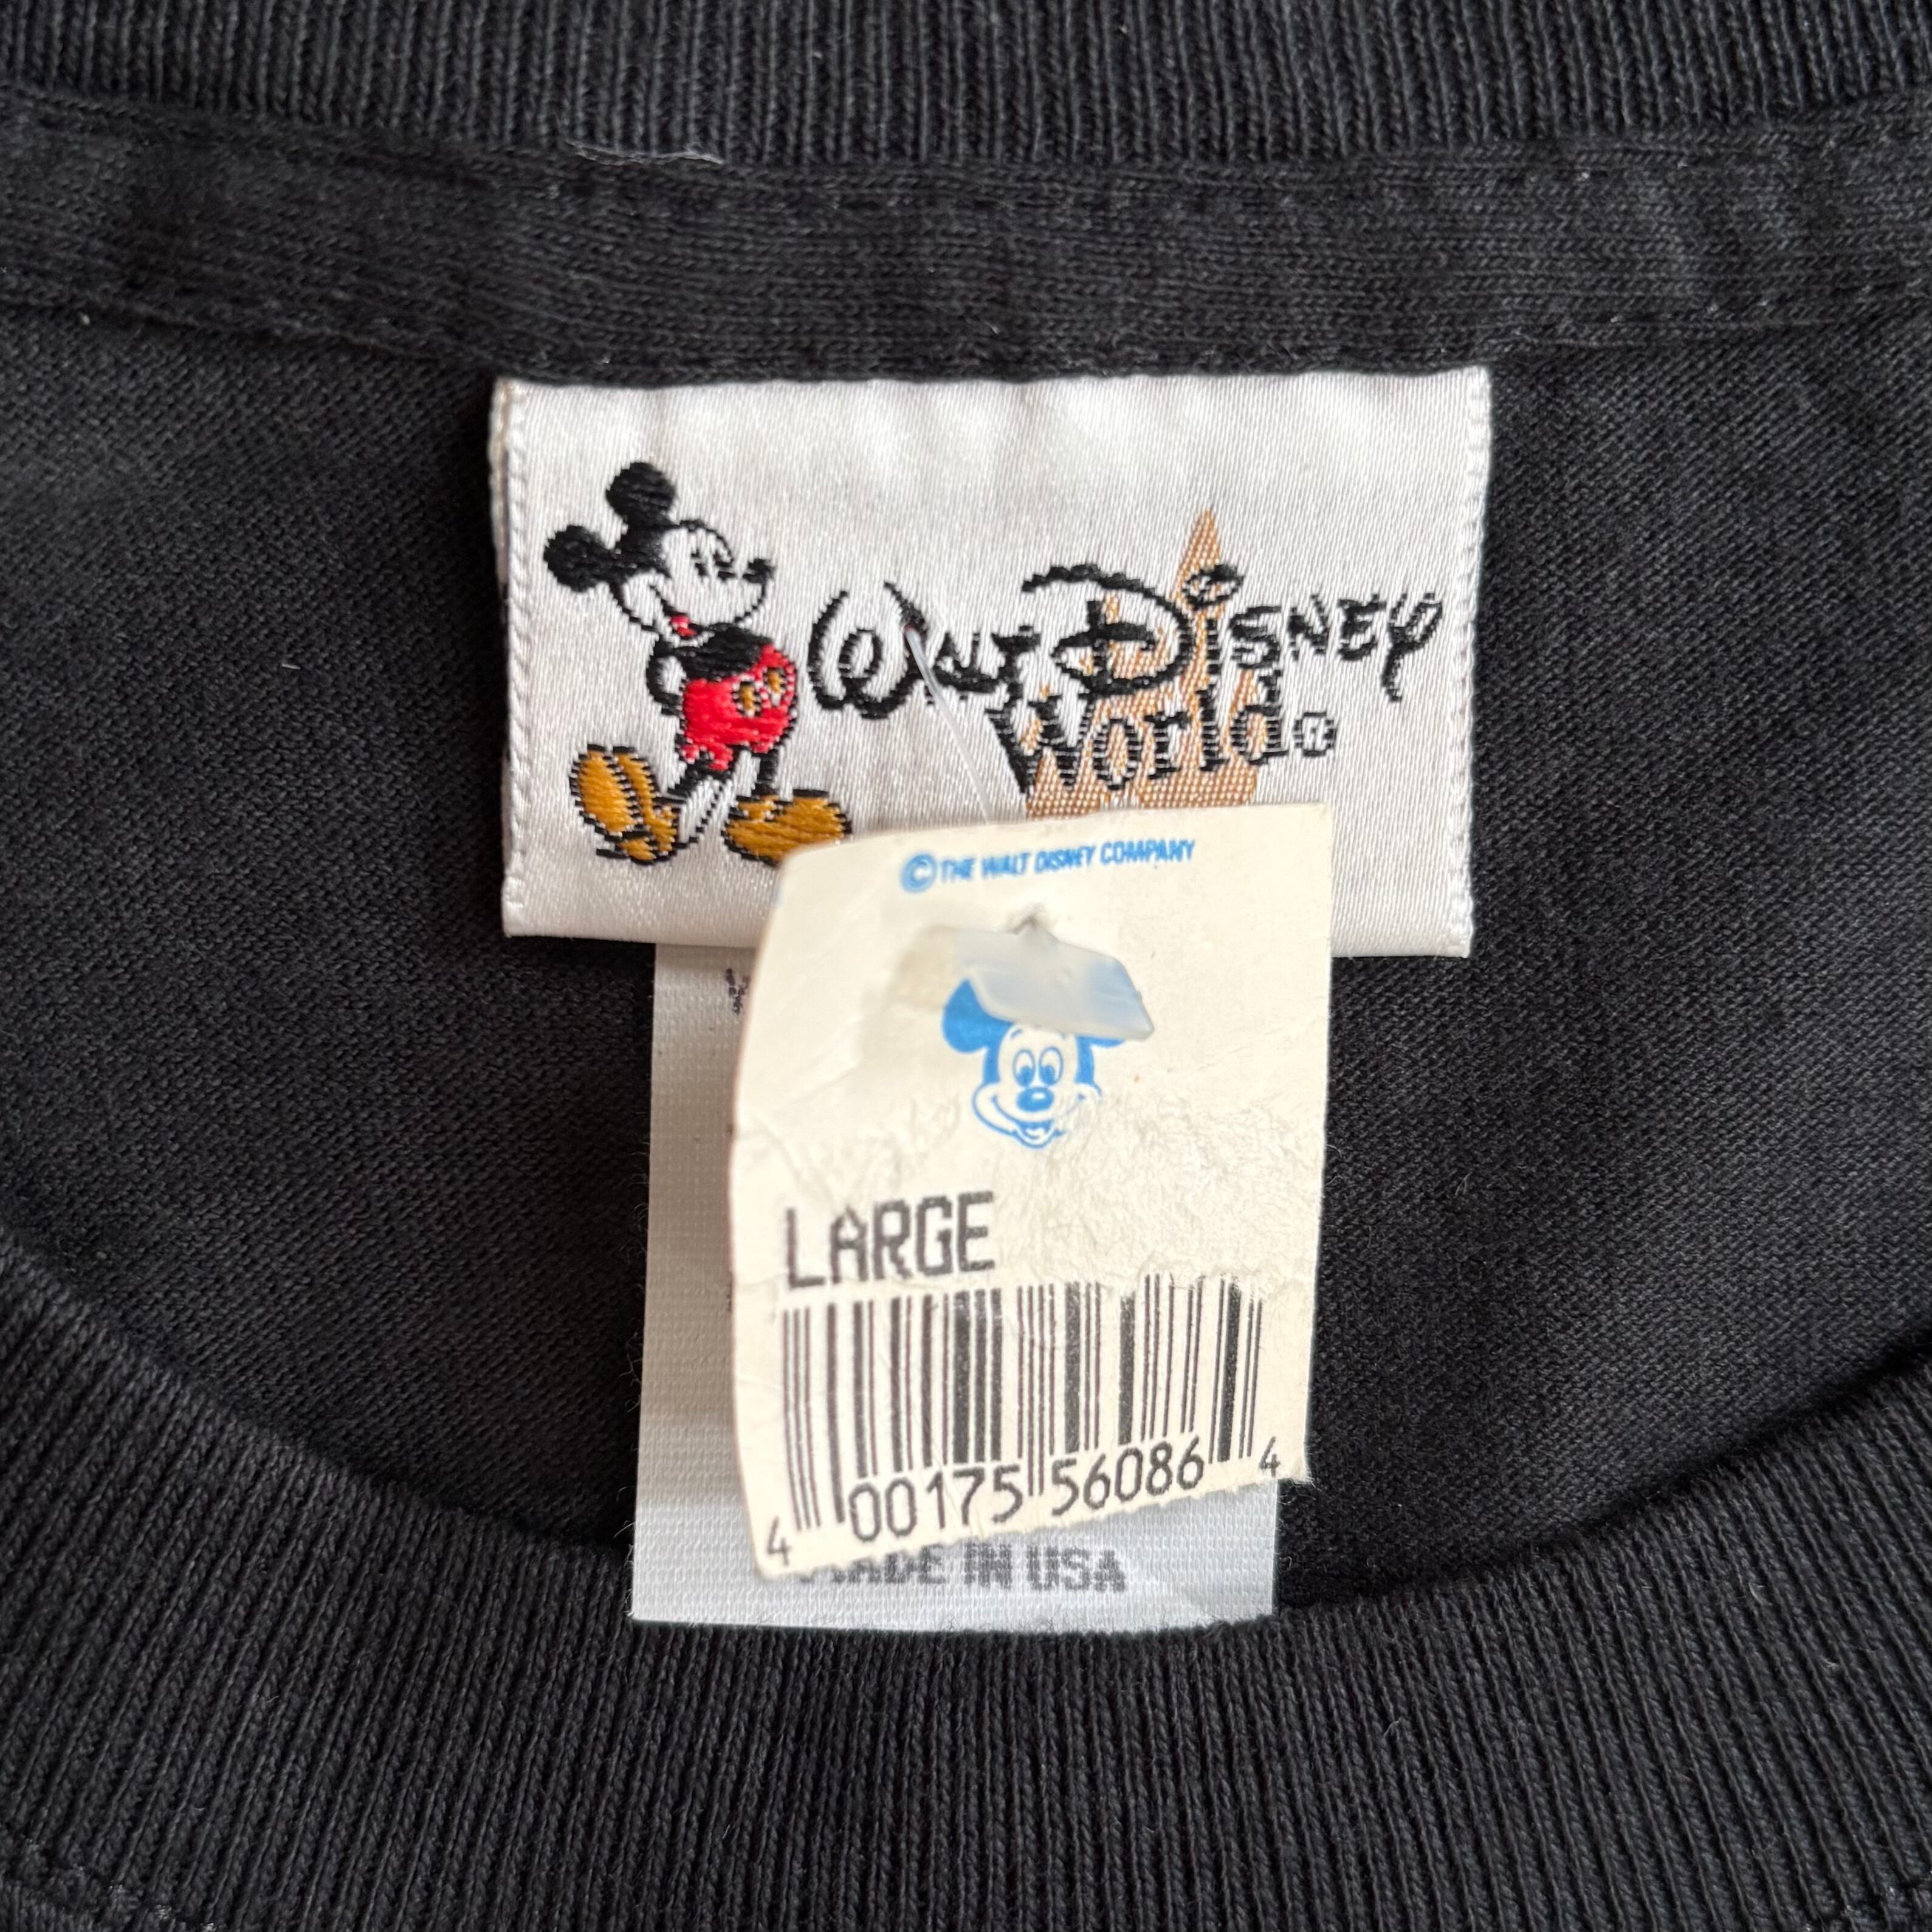 WALT DISNEY
World®
© THE WALT DISNEY COMPANY
LARGE
4 00175 56086 4
MADE IN USA